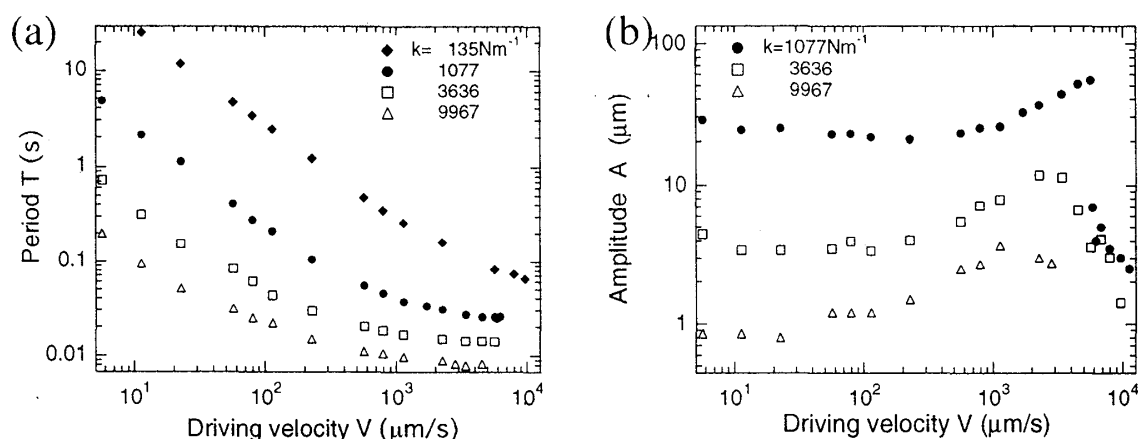 (a)
Period T (s)
10
1
0.1
0.01
k= 135Nm⁻¹
1077
3636
9967
10¹ 10² 10³ 10⁴
Driving velocity V (μm/s)
(b)
Amplitude A (μm)
100
10
1
k=1077Nm⁻¹
3636
9967
10¹ 10² 10³ 10⁴
Driving velocity V (μm/s)